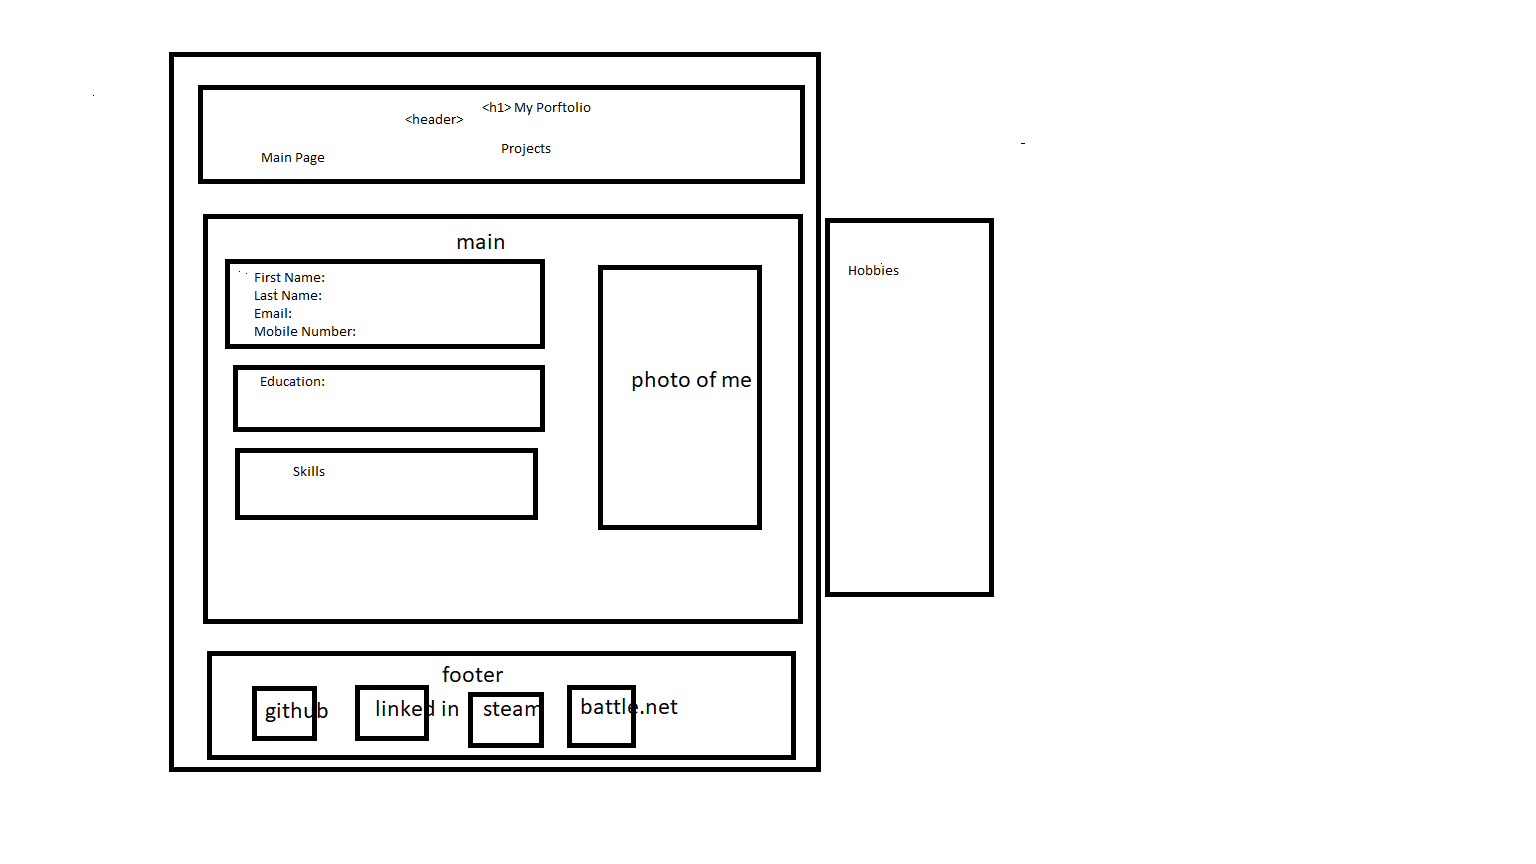 <h1> My Porftolio
<header>
Projects
Main Page
main
First Name:
Last Name:
Email:
Mobile Number:
Education:
Skills
photo of me
Hobbies
footer
github
linked in
steam
battle.net